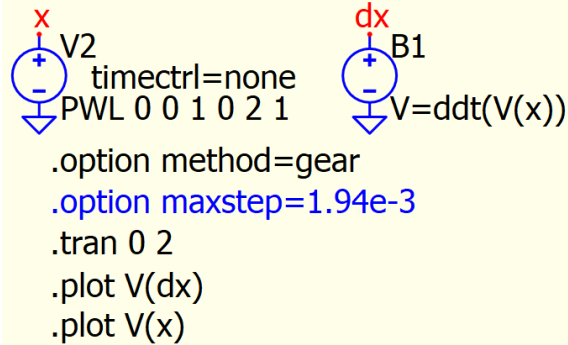 x
dx
V2
B1
timectrl=none
PWL 0 0 1 0 2 1
V=ddt(V(x))
.option method=gear
.option maxstep=1.94e-3
.tran 0 2
.plot V(dx)
.plot V(x)